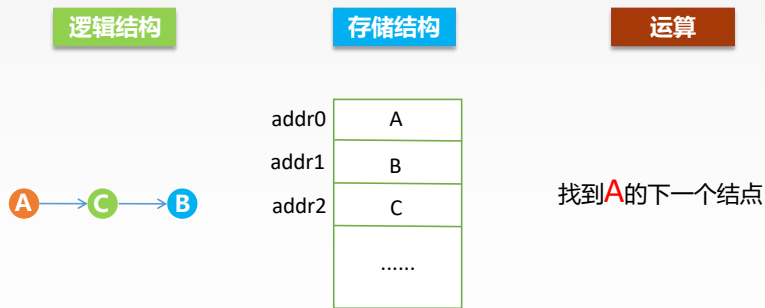 逻辑结构
存储结构
运算
addr0 A
addr1 B
addr2 C
......
A C B
找到A的下一个结点